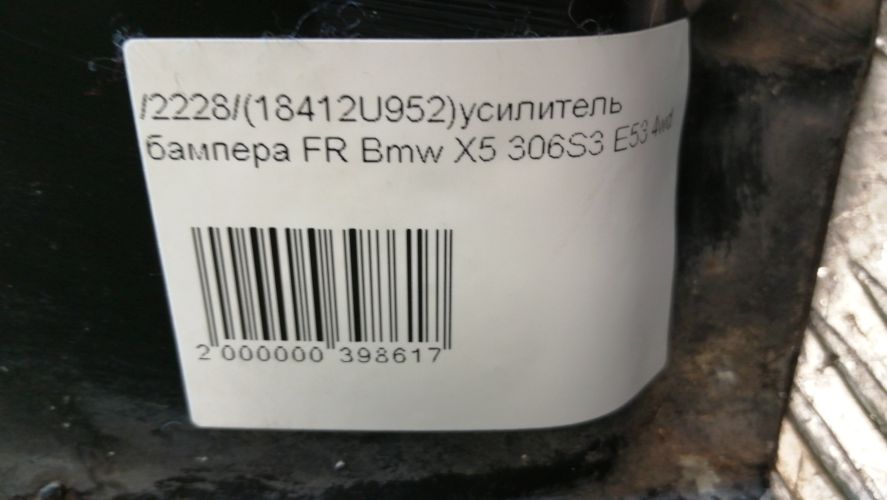 /2228/(18412U952)усилитель
бампера FR Bmw X5 306S3 E53 4wd
2 000000 398617